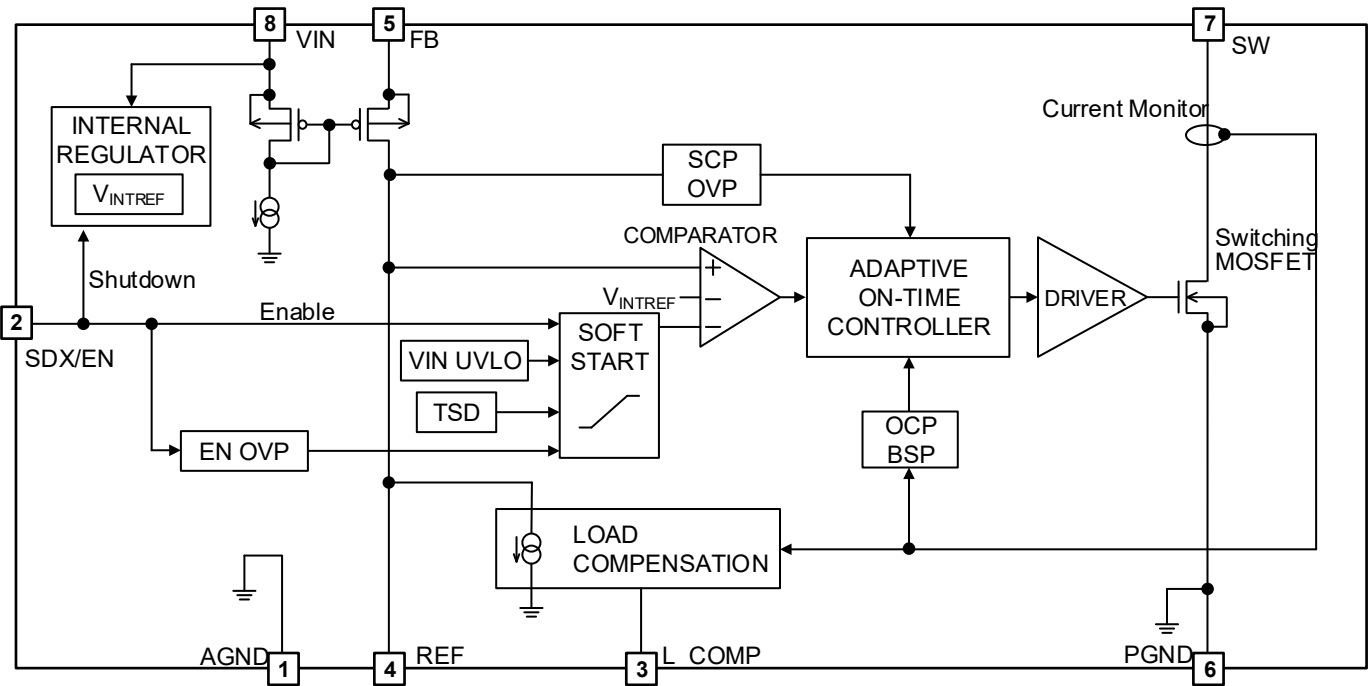 8
VIN
5
FB
7
SW
Current Monitor
INTERNAL
REGULATOR
VINTREF
SCP
OVP
COMPARATOR
Switching
MOSFET
Shutdown
+
ADAPTIVE
ON-TIME
CONTROLLER
DRIVER
VINTREF
−
−
2
SDX/EN
Enable
SOFT
START
VIN UVLO
TSD
EN OVP
OCP
BSP
LOAD
COMPENSATION
AGND
1
4
REF
3
L_COMP
PGND
6